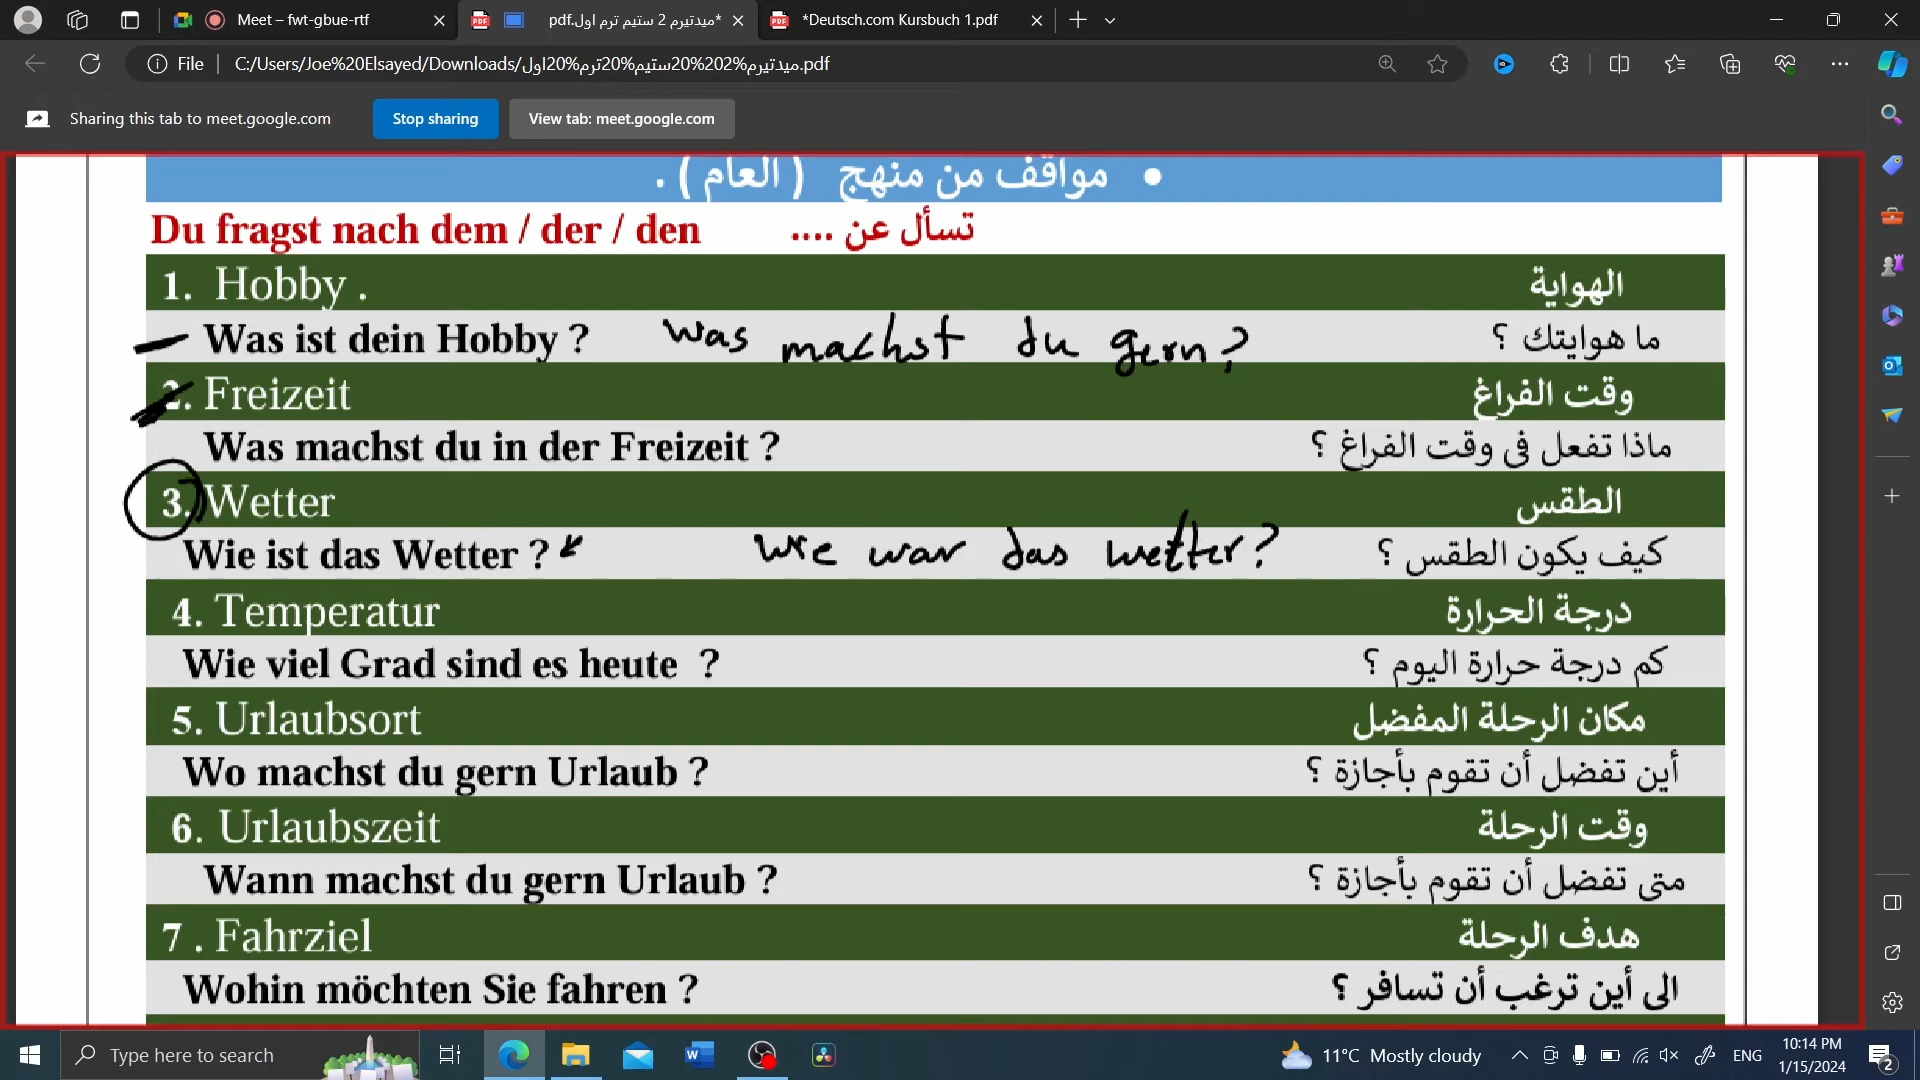 Meet – fwt-gbue-rtf
ميدتيرم 2 ستيم ترم اول.pdf*
*Deutsch.com Kursbuch 1.pdf
File
C:/Users/Joe%20Elsayed/Downloads/ميدتيرم%202%20ستيم%20ترم%20اول.pdf
Sharing this tab to meet.google.com
Stop sharing
View tab: meet.google.com
• مواقف من منهج ( العام ) .
Du fragst nach dem / der / den تسأل عن ....
1. Hobby . الهواية
Was ist dein Hobby ? Was machst du gern? ما هوايتك ؟
2. Freizeit وقت الفراغ
Was machst du in der Freizeit ? ماذا تفعل فى وقت الفراغ ؟
3. Wetter الطقس
Wie ist das Wetter ? wie war das wetter? كيف يكون الطقس ؟
4. Temperatur درجة الحرارة
Wie viel Grad sind es heute ? كم درجة حرارة اليوم ؟
5. Urlaubsort مكان الرحلة المفضل
Wo machst du gern Urlaub ? أين تفضل أن تقوم بأجازة ؟
6. Urlaubszeit وقت الرحلة
Wann machst du gern Urlaub ? متى تفضل أن تقوم بأجازة ؟
7 . Fahrziel هدف الرحلة
Wohin möchten Sie fahren ? الى أين ترغب أن تسافر ؟
Type here to search
11°C Mostly cloudy
ENG
10:14 PM
1/15/2024
2